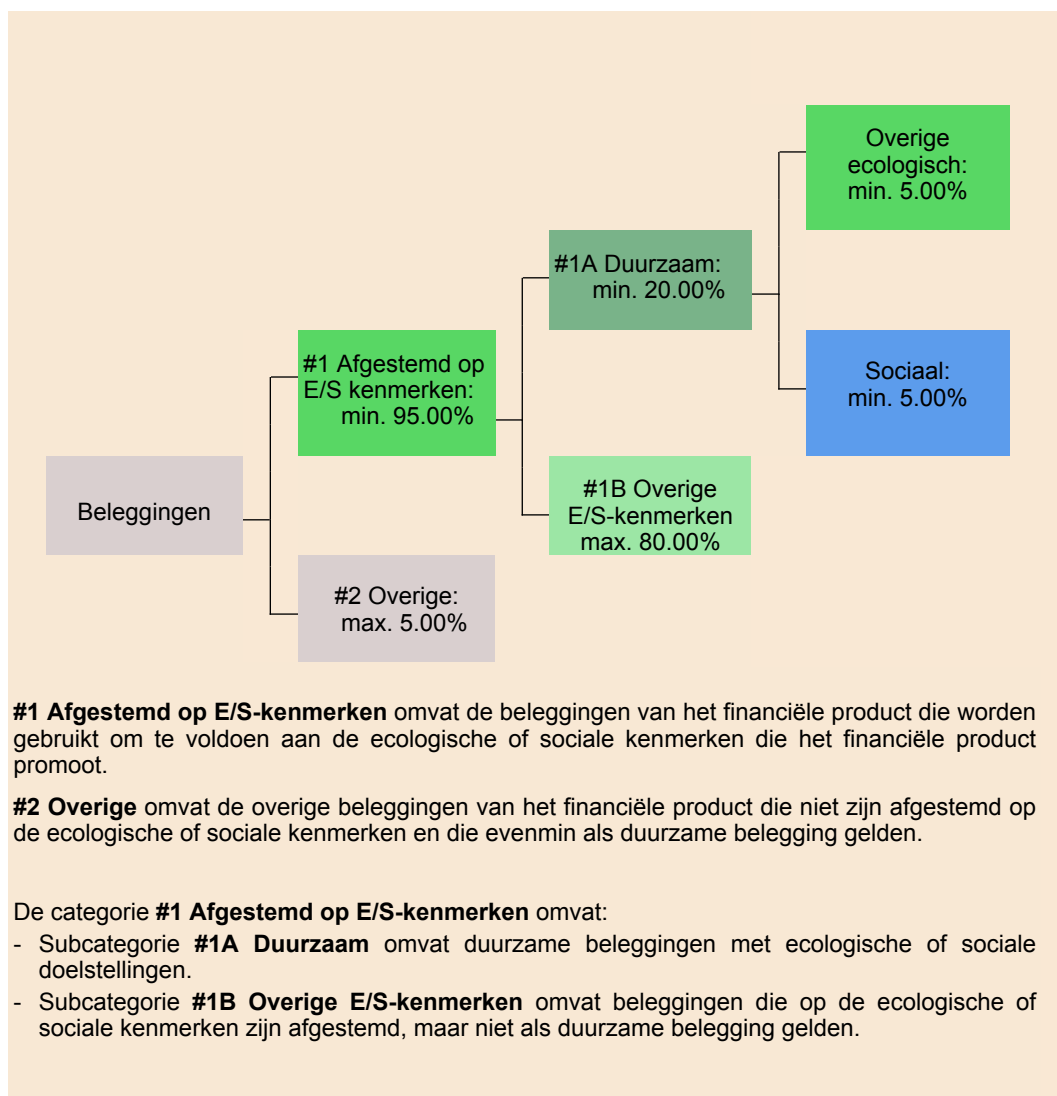 Overige
ecologisch:
min. 5.00%
#1A Duurzaam:
min. 20.00%
#1 Afgestemd op
E/S kenmerken:
min. 95.00%
Sociaal:
min. 5.00%
Beleggingen
#1B Overige
E/S-kenmerken
max. 80.00%
#2 Overige:
max. 5.00%
#1 Afgestemd op E/S-kenmerken omvat de beleggingen van het financiële product die worden
gebruikt om te voldoen aan de ecologische of sociale kenmerken die het financiële product
promoot.
#2 Overige omvat de overige beleggingen van het financiële product die niet zijn afgestemd op
de ecologische of sociale kenmerken en die evenmin als duurzame belegging gelden.
De categorie #1 Afgestemd op E/S-kenmerken omvat:
- Subcategorie #1A Duurzaam omvat duurzame beleggingen met ecologische of sociale
doelstellingen.
- Subcategorie #1B Overige E/S-kenmerken omvat beleggingen die op de ecologische of
sociale kenmerken zijn afgestemd, maar niet als duurzame belegging gelden.